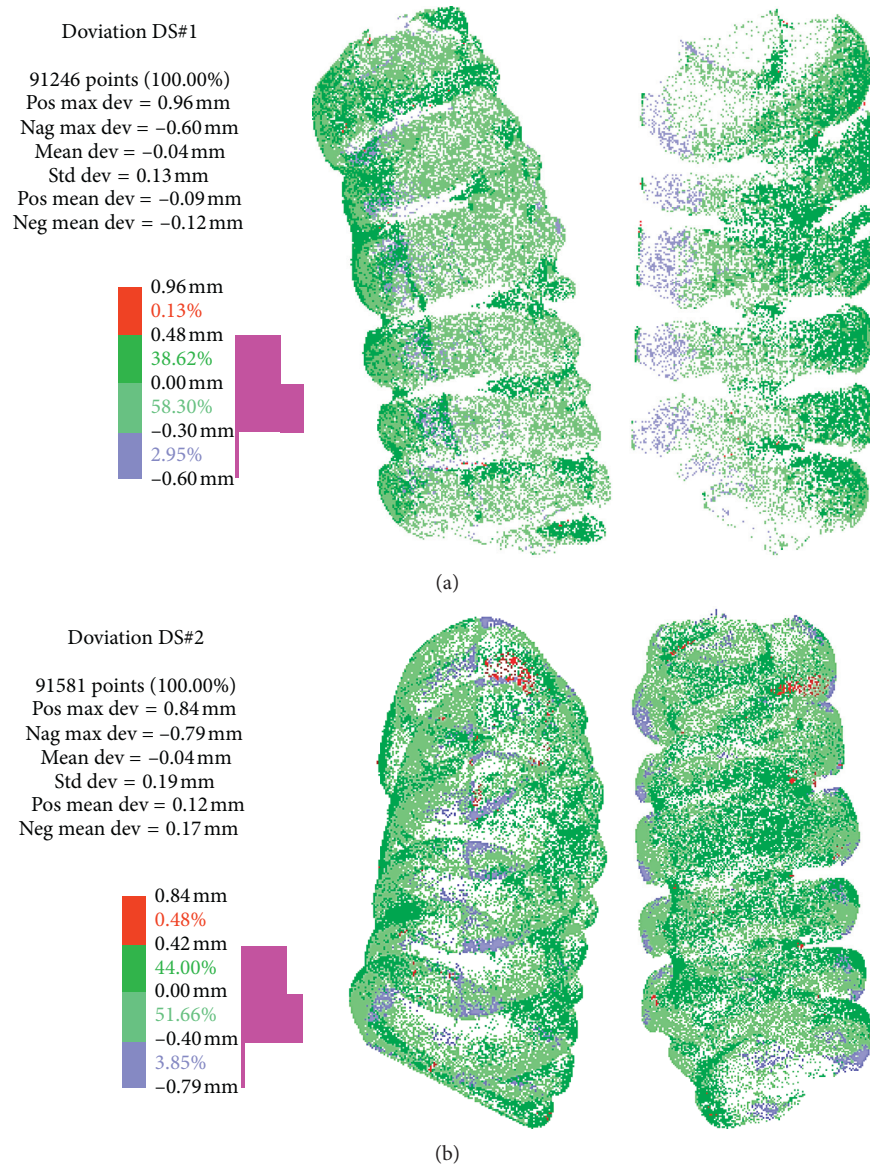 Doviation DS#1
91246 points (100.00%)
Pos max dev = 0.96 mm
Nag max dev = –0.60 mm
Mean dev = –0.04 mm
Std dev = 0.13 mm
Pos mean dev = –0.09 mm
Neg mean dev = –0.12 mm
0.96 mm
0.13%
0.48 mm
38.62%
0.00 mm
58.30%
–0.30 mm
2.95%
–0.60 mm
(a)
Doviation DS#2
91581 points (100.00%)
Pos max dev = 0.84 mm
Nag max dev = –0.79 mm
Mean dev = –0.04 mm
Std dev = 0.19 mm
Pos mean dev = 0.12 mm
Neg mean dev = 0.17 mm
0.84 mm
0.48%
0.42 mm
44.00%
0.00 mm
51.66%
–0.40 mm
3.85%
–0.79 mm
(b)